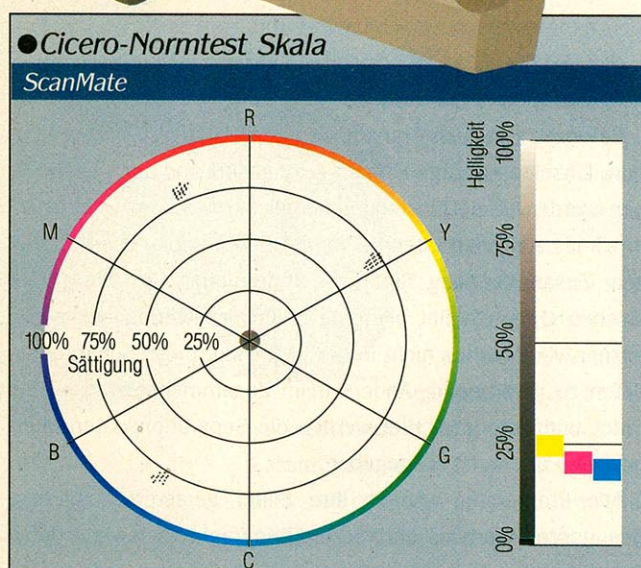 Cicero-Normtest Skala
ScanMate
R
M
Y
100% 75% 50% 25%
Sättigung
B
G
C
Helligkeit
100%
75%
50%
25%
0%